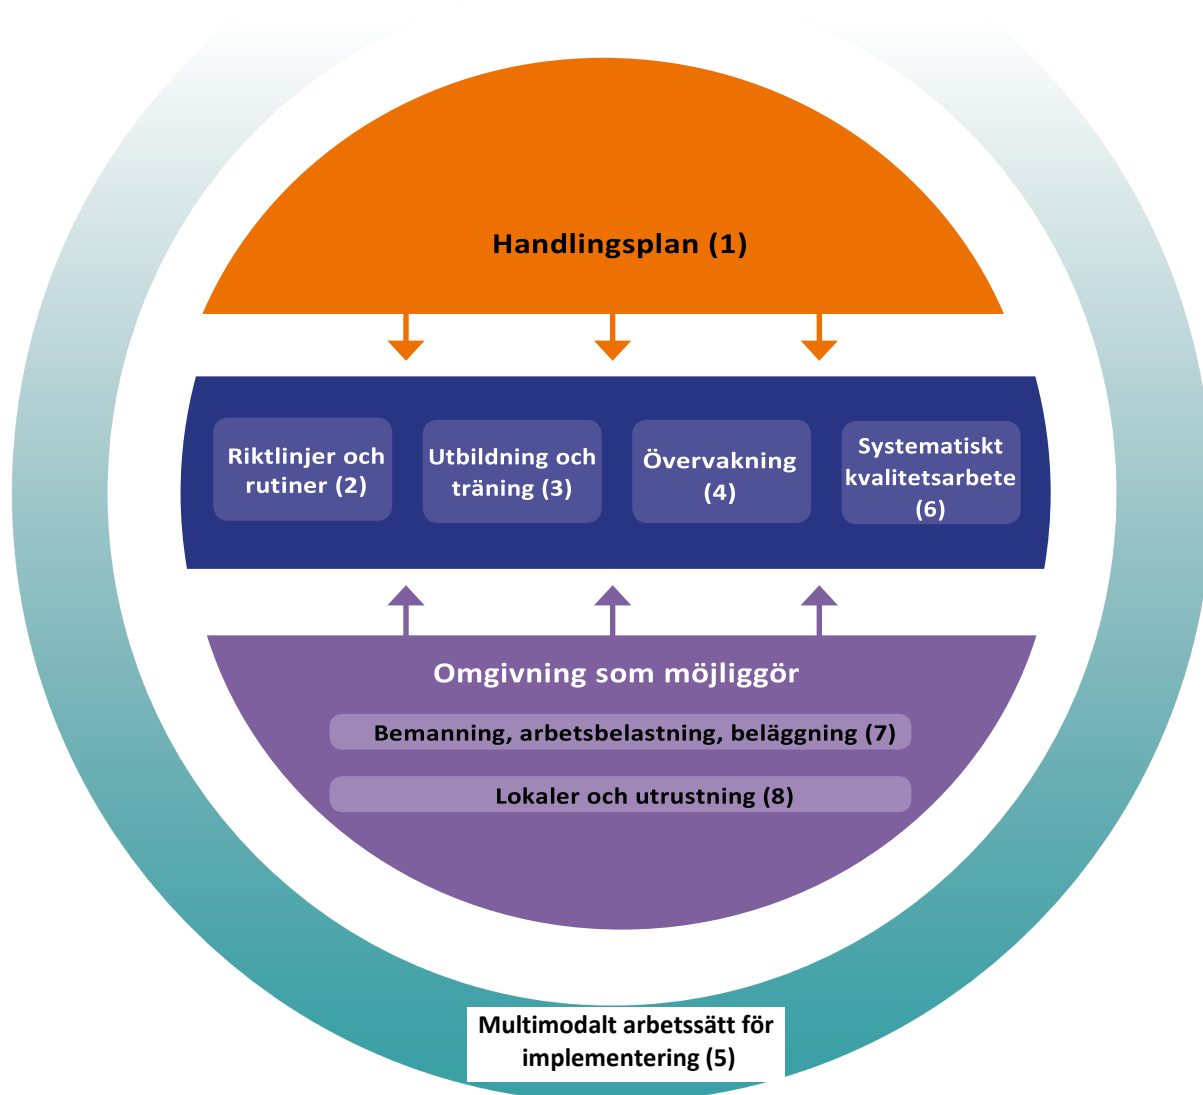 Handlingsplan (1)
Riktlinjer och
rutiner (2)
Utbildning och
träning (3)
Övervakning
(4)
Systematiskt
kvalitetsarbete
(6)
Omgivning som möjliggör
Bemanning, arbetsbelastning, beläggning (7)
Lokaler och utrustning (8)
Multimodalt arbetssätt för
implementering (5)